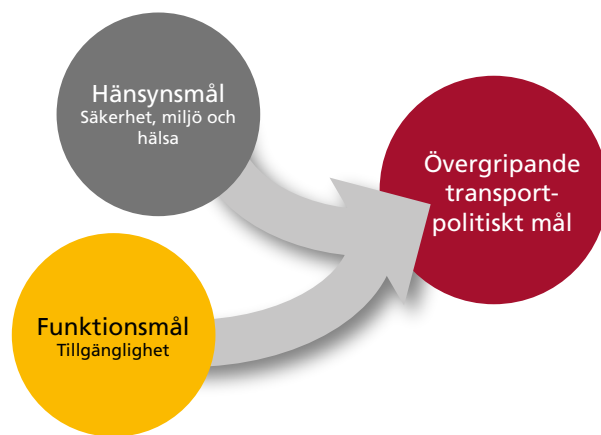 Hänsynsmål
Säkerhet, miljö och
hälsa
Övergripande
transport-
politiskt mål
Funktionsmål
Tillgänglighet